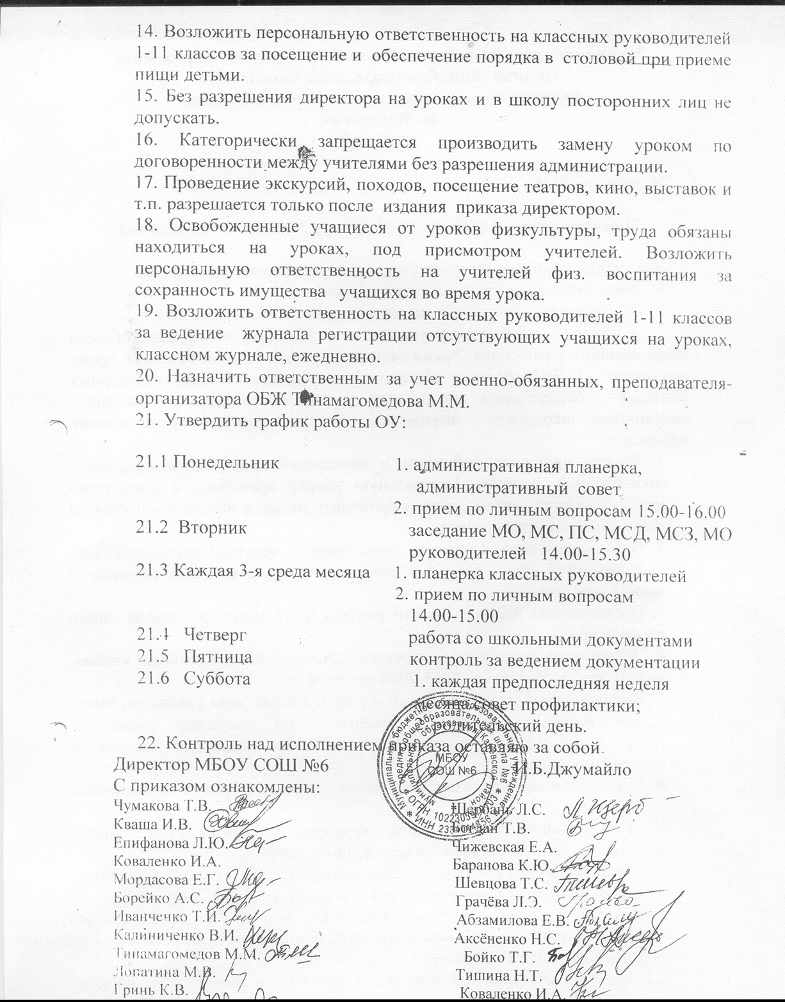 14. Возложить персональную ответственность на классных руководителей
1-11 классов за посещение и обеспечение порядка в столовой при приеме
пищи детьми.
15. Без разрешения директора на уроках и в школу посторонних лиц не
допускать.
16. Категорически запрещается производить замену уроком по
договоренности между учителями без разрешения администрации.
17. Проведение экскурсий, походов, посещение театров, кино, выставок и
т.п. разрешается только после издания приказа директором.
18. Освобожденные учащиеся от уроков физкультуры, труда обязаны
находиться на уроках, под присмотром учителей. Возложить
персональную ответственность на учителей физ. воспитания за
сохранность имущества учащихся во время урока.
19. Возложить ответственность на классных руководителей 1-11 классов
за ведение журнала регистрации отсутствующих учащихся на уроках,
классном журнале, ежедневно.
20. Назначить ответственным за учет военно-обязанных, преподавателя-
организатора ОБЖ Тинамагомедова М.М.
21. Утвердить график работы ОУ:
21.1 Понедельник 1. административная планерка,
административный совет
2. прием по личным вопросам 15.00-16.00
21.2 Вторник заседание МО, МС, ПС, МСД, МСЗ, МО
руководителей 14.00-15.30
21.3 Каждая 3-я среда месяца 1. планерка классных руководителей
2. прием по личным вопросам
14.00-15.00
21.4 Четверг работа со школьными документами
21.5 Пятница контроль за ведением документации
21.6 Суббота 1. каждая предпоследняя неделя
месяца совет профилактики;
родительский день.
22. Контроль над исполнением приказа оставляю за собой.
Директор МБОУ СОШ №6 И.Б.Джумайло
МБОУ
СОШ №6
С приказом ознакомлены:
Чумакова Т.В. Щербань Л.С.
Кваша И.В. Богдан Т.В.
Епифанова Л.Ю. Чижевская Е.А.
Коваленко И.А. Баранова К.Ю.
Мордасова Е.Г. Шевцова Т.С.
Борейко А.С. Грачёва Л.Э.
Иванченко Т.И. Абзамилова Е.В.
Калиниченко В.И. Аксёненко Н.С.
Тинамагомедов М.М. Бойко Т.Г.
Лопатина М.В. Тишина Н.Т.
Гринь К.В. Коваленко И.А.